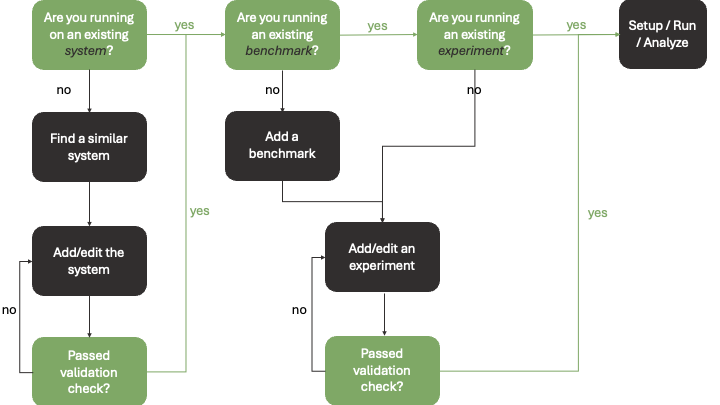 Are you running
on an existing
system?
yes
Are you running
an existing
benchmark?
yes
Are you running
an existing
experiment?
yes
Setup / Run
/ Analyze
no
no
no
Find a similar
system
Add a
benchmark
yes
yes
Add/edit the
system
Add/edit an
experiment
no
no
Passed
validation
check?
Passed
validation
check?